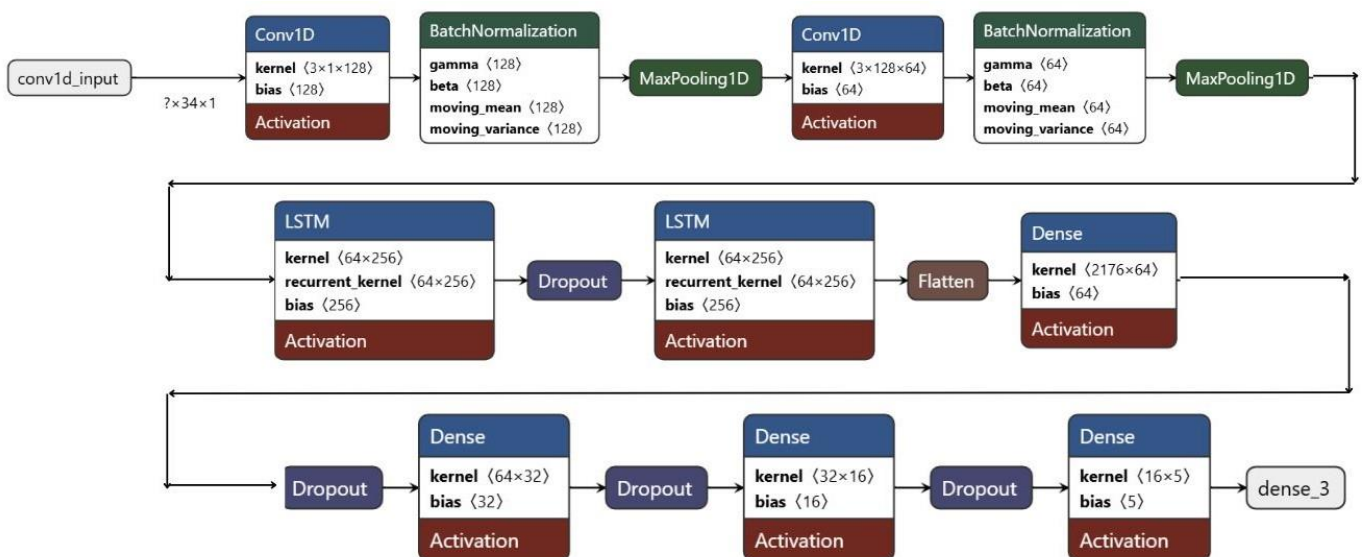 conv1d_input
?×34×1
Conv1D
kernel ⟨3×1×128⟩
bias ⟨128⟩
Activation
BatchNormalization
gamma ⟨128⟩
beta ⟨128⟩
moving_mean ⟨128⟩
moving_variance ⟨128⟩
MaxPooling1D
Conv1D
kernel ⟨3×128×64⟩
bias ⟨64⟩
Activation
BatchNormalization
gamma ⟨64⟩
beta ⟨64⟩
moving_mean ⟨64⟩
moving_variance ⟨64⟩
MaxPooling1D
LSTM
kernel ⟨64×256⟩
recurrent_kernel ⟨64×256⟩
bias ⟨256⟩
Activation
Dropout
LSTM
kernel ⟨64×256⟩
recurrent_kernel ⟨64×256⟩
bias ⟨256⟩
Activation
Flatten
Dense
kernel ⟨2176×64⟩
bias ⟨64⟩
Activation
Dropout
Dense
kernel ⟨64×32⟩
bias ⟨32⟩
Activation
Dropout
Dense
kernel ⟨32×16⟩
bias ⟨16⟩
Activation
Dropout
Dense
kernel ⟨16×5⟩
bias ⟨5⟩
Activation
dense_3